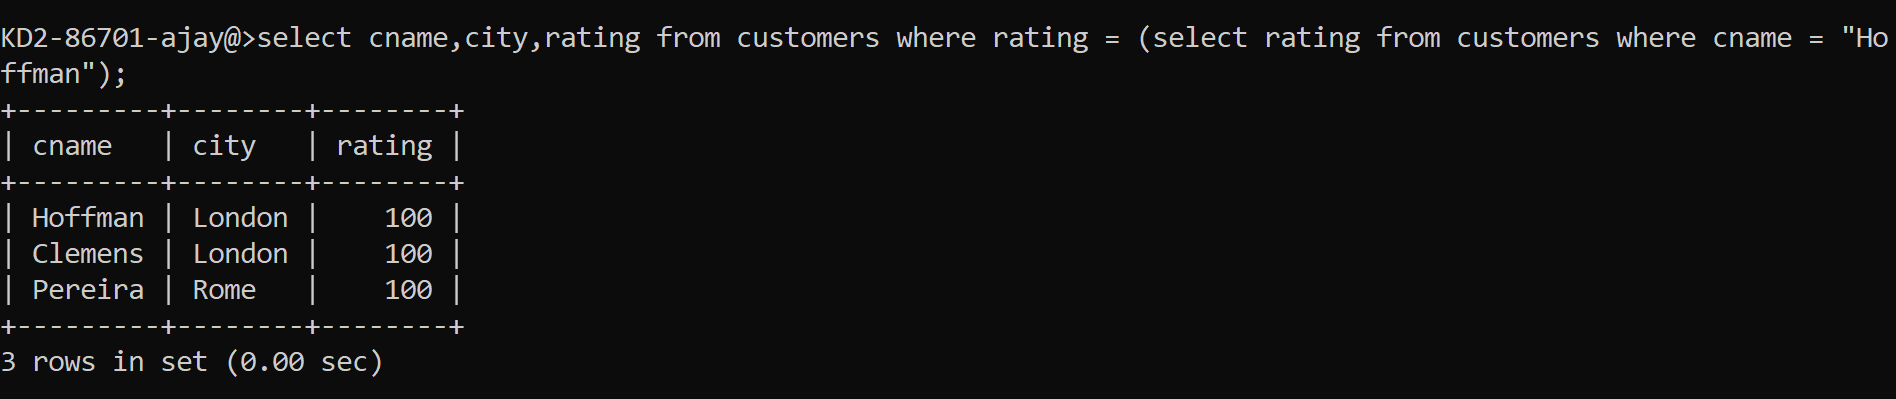 KD2-86701-ajay@>select cname,city,rating from customers where rating = (select rating from customers where cname = "Ho
ffman");
+---------+--------+--------+
| cname   | city   | rating |
+---------+--------+--------+
| Hoffman | London |    100 |
| Clemens | London |    100 |
| Pereira | Rome   |    100 |
+---------+--------+--------+
3 rows in set (0.00 sec)